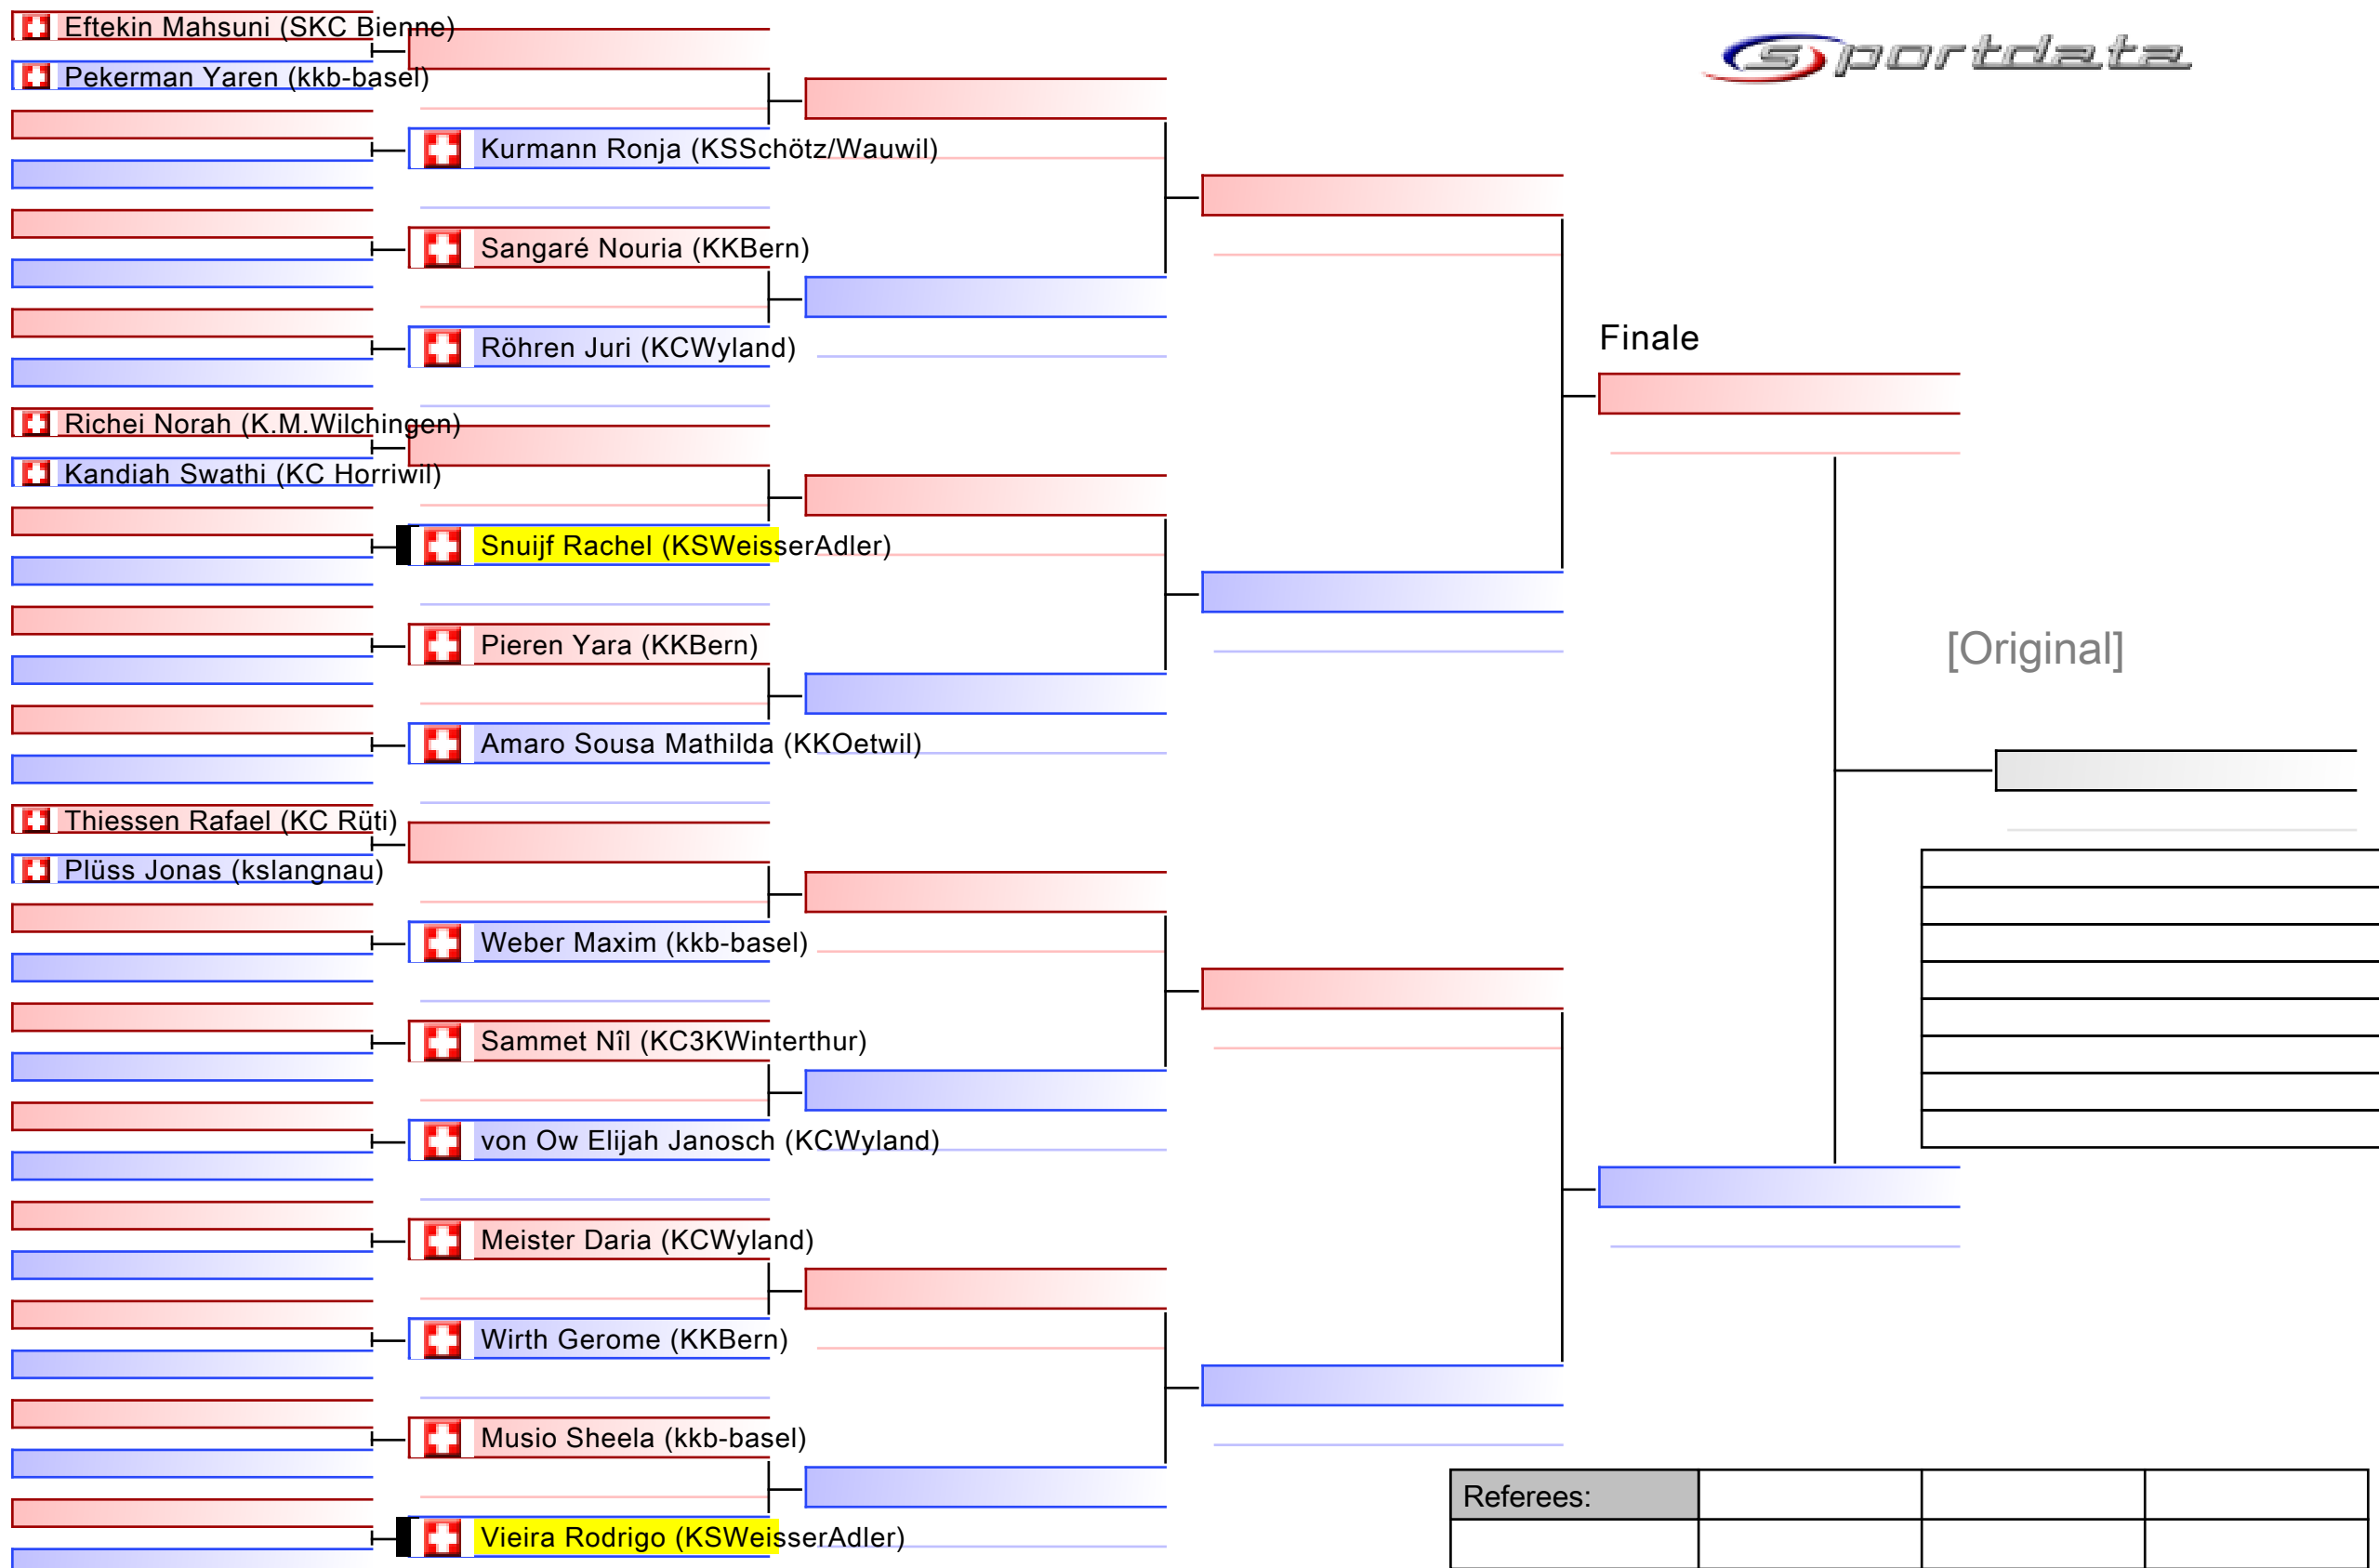 Eftekin Mahsuni (SKC Bienne)
Pekerman Yaren (kkb-basel)
sportdata
Kurmann Ronja (KSSchötz/Wauwil)
Sangaré Nouria (KKBern)
Röhren Juri (KCWyland)
Finale
Richei Norah (K.M.Wilchingen)
Kandiah Swathi (KC Horriwil)
Snuijf Rachel (KSWeisserAdler)
Pieren Yara (KKBern)
[Original]
Amaro Sousa Mathilda (KKOetwil)
Thiessen Rafael (KC Rüti)
Plüss Jonas (kslangnau)
Weber Maxim (kkb-basel)
Sammet Nîl (KC3KWinterthur)
von Ow Elijah Janosch (KCWyland)
Meister Daria (KCWyland)
Wirth Gerome (KKBern)
Musio Sheela (kkb-basel)
Referees:
Vieira Rodrigo (KSWeisserAdler)